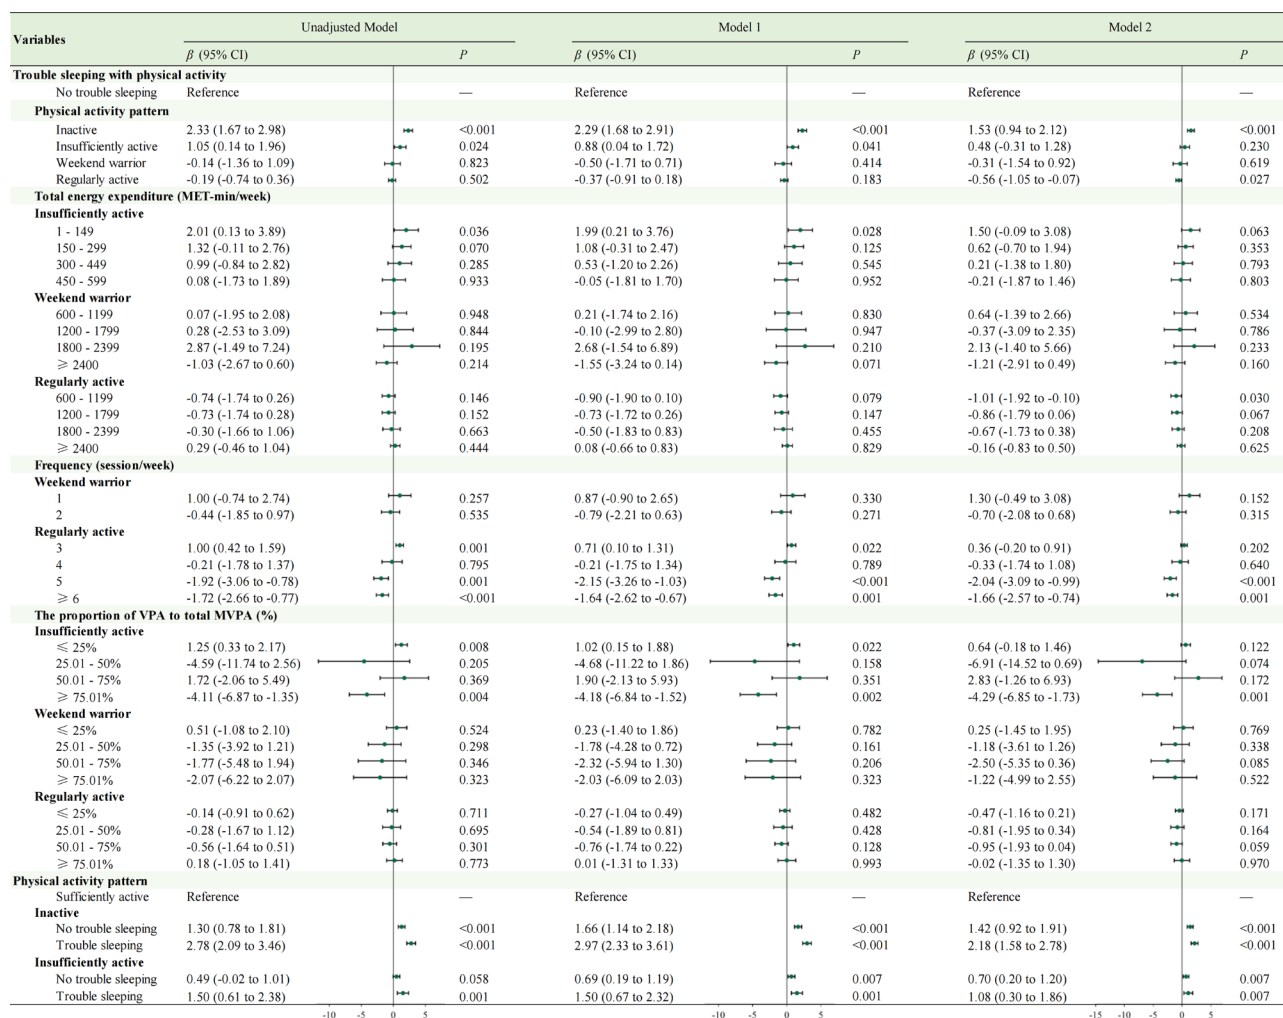 Variables Unadjusted Model Model 1 Model 2
β (95% CI) P β (95% CI) P β (95% CI) P
Trouble sleeping with physical activity
No trouble sleeping Reference — Reference — Reference —
Physical activity pattern
Inactive 2.33 (1.67 to 2.98) <0.001 2.29 (1.68 to 2.91) <0.001 1.53 (0.94 to 2.12) <0.001
Insufficiently active 1.05 (0.14 to 1.96) 0.024 0.88 (0.04 to 1.72) 0.041 0.48 (-0.31 to 1.28) 0.230
Weekend warrior -0.14 (-1.36 to 1.09) 0.823 -0.50 (-1.71 to 0.71) 0.414 -0.31 (-1.54 to 0.92) 0.619
Regularly active -0.19 (-0.74 to 0.36) 0.502 -0.37 (-0.91 to 0.18) 0.183 -0.56 (-1.05 to -0.07) 0.027
Total energy expenditure (MET-min/week)
Insufficiently active
1 - 149 2.01 (0.13 to 3.89) 0.036 1.99 (0.21 to 3.76) 0.028 1.50 (-0.09 to 3.08) 0.063
150 - 299 1.32 (-0.11 to 2.76) 0.070 1.08 (-0.31 to 2.47) 0.125 0.62 (-0.70 to 1.94) 0.353
300 - 449 0.99 (-0.84 to 2.82) 0.285 0.53 (-1.20 to 2.26) 0.545 0.21 (-1.38 to 1.80) 0.793
450 - 599 0.08 (-1.73 to 1.89) 0.933 -0.05 (-1.81 to 1.70) 0.952 -0.21 (-1.87 to 1.46) 0.803
Weekend warrior
600 - 1199 0.07 (-1.95 to 2.08) 0.948 0.21 (-1.74 to 2.16) 0.830 0.64 (-1.39 to 2.66) 0.534
1200 - 1799 0.28 (-2.53 to 3.09) 0.844 -0.10 (-2.99 to 2.80) 0.947 -0.37 (-3.09 to 2.35) 0.786
1800 - 2399 2.87 (-1.49 to 7.24) 0.195 2.68 (-1.54 to 6.89) 0.210 2.13 (-1.40 to 5.66) 0.233
⩾ 2400 -1.03 (-2.67 to 0.60) 0.214 -1.55 (-3.24 to 0.14) 0.071 -1.21 (-2.91 to 0.49) 0.160
Regularly active
600 - 1199 -0.74 (-1.74 to 0.26) 0.146 -0.90 (-1.90 to 0.10) 0.079 -1.01 (-1.92 to -0.10) 0.030
1200 - 1799 -0.73 (-1.74 to 0.28) 0.152 -0.73 (-1.72 to 0.26) 0.147 -0.86 (-1.79 to 0.06) 0.067
1800 - 2399 -0.30 (-1.66 to 1.06) 0.663 -0.50 (-1.83 to 0.83) 0.455 -0.67 (-1.73 to 0.38) 0.208
⩾ 2400 0.29 (-0.46 to 1.04) 0.444 0.08 (-0.66 to 0.83) 0.829 -0.16 (-0.83 to 0.50) 0.625
Frequency (session/week)
Weekend warrior
1 1.00 (-0.74 to 2.74) 0.257 0.87 (-0.90 to 2.65) 0.330 1.30 (-0.49 to 3.08) 0.152
2 -0.44 (-1.85 to 0.97) 0.535 -0.79 (-2.21 to 0.63) 0.271 -0.70 (-2.08 to 0.68) 0.315
Regularly active
3 1.00 (0.42 to 1.59) 0.001 0.71 (0.10 to 1.31) 0.022 0.36 (-0.20 to 0.91) 0.202
4 -0.21 (-1.78 to 1.37) 0.795 -0.21 (-1.75 to 1.34) 0.789 -0.33 (-1.74 to 1.08) 0.640
5 -1.92 (-3.06 to -0.78) 0.001 -2.15 (-3.26 to -1.03) <0.001 -2.04 (-3.09 to -0.99) <0.001
⩾ 6 -1.72 (-2.66 to -0.77) <0.001 -1.64 (-2.62 to -0.67) 0.001 -1.66 (-2.57 to -0.74) 0.001
The proportion of VPA to total MVPA (%)
Insufficiently active
⩽ 25% 1.25 (0.33 to 2.17) 0.008 1.02 (0.15 to 1.88) 0.022 0.64 (-0.18 to 1.46) 0.122
25.01 - 50% -4.59 (-11.74 to 2.56) 0.205 -4.68 (-11.22 to 1.86) 0.158 -6.91 (-14.52 to 0.69) 0.074
50.01 - 75% 1.72 (-2.06 to 5.49) 0.369 1.90 (-2.13 to 5.93) 0.351 2.83 (-1.26 to 6.93) 0.172
⩾ 75.01% -4.11 (-6.87 to -1.35) 0.004 -4.18 (-6.84 to -1.52) 0.002 -4.29 (-6.85 to -1.73) 0.001
Weekend warrior
⩽ 25% 0.51 (-1.08 to 2.10) 0.524 0.23 (-1.40 to 1.86) 0.782 0.25 (-1.45 to 1.95) 0.769
25.01 - 50% -1.35 (-3.92 to 1.21) 0.298 -1.78 (-4.28 to 0.72) 0.161 -1.18 (-3.61 to 1.26) 0.338
50.01 - 75% -1.77 (-5.48 to 1.94) 0.346 -2.32 (-5.94 to 1.30) 0.206 -2.50 (-5.35 to 0.36) 0.085
⩾ 75.01% -2.07 (-6.22 to 2.07) 0.323 -2.03 (-6.09 to 2.03) 0.323 -1.22 (-4.99 to 2.55) 0.522
Regularly active
⩽ 25% -0.14 (-0.91 to 0.62) 0.711 -0.27 (-1.04 to 0.49) 0.482 -0.47 (-1.16 to 0.21) 0.171
25.01 - 50% -0.28 (-1.67 to 1.12) 0.695 -0.54 (-1.89 to 0.81) 0.428 -0.81 (-1.95 to 0.34) 0.164
50.01 - 75% -0.56 (-1.64 to 0.51) 0.301 -0.76 (-1.74 to 0.22) 0.128 -0.95 (-1.93 to 0.04) 0.059
⩾ 75.01% 0.18 (-1.05 to 1.41) 0.773 0.01 (-1.31 to 1.33) 0.993 -0.02 (-1.35 to 1.30) 0.970
Physical activity pattern
Sufficiently active Reference — Reference — Reference —
Inactive
No trouble sleeping 1.30 (0.78 to 1.81) <0.001 1.66 (1.14 to 2.18) <0.001 1.42 (0.92 to 1.91) <0.001
Trouble sleeping 2.78 (2.09 to 3.46) <0.001 2.97 (2.33 to 3.61) <0.001 2.18 (1.58 to 2.78) <0.001
Insufficiently active
No trouble sleeping 0.49 (-0.02 to 1.01) 0.058 0.69 (0.19 to 1.19) 0.007 0.70 (0.20 to 1.20) 0.007
Trouble sleeping 1.50 (0.61 to 2.38) 0.001 1.50 (0.67 to 2.32) 0.001 1.08 (0.30 to 1.86) 0.007
-10 -5 0 5 -10 -5 0 5 -15 -10 -5 0 5